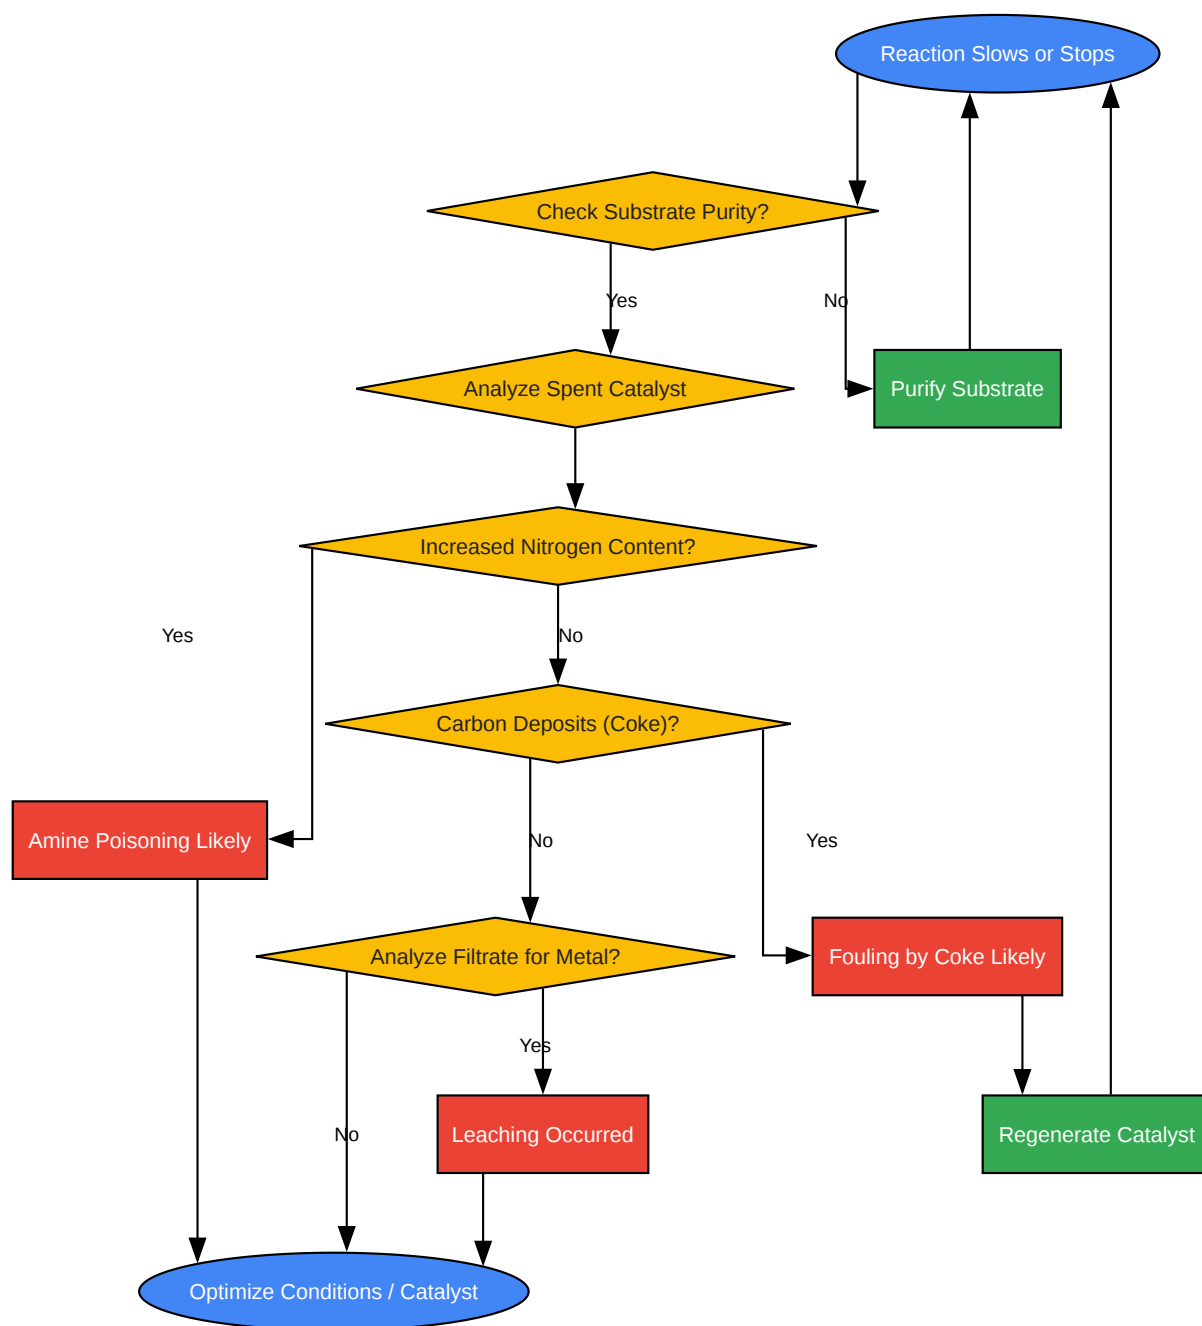 Reaction Slows or Stops
Check Substrate Purity?
Yes
No
Analyze Spent Catalyst
Purify Substrate
Increased Nitrogen Content?
Yes
No
Carbon Deposits (Coke)?
Amine Poisoning Likely
No
Yes
Analyze Filtrate for Metal?
Fouling by Coke Likely
Yes
No
Leaching Occurred
Regenerate Catalyst
Optimize Conditions / Catalyst